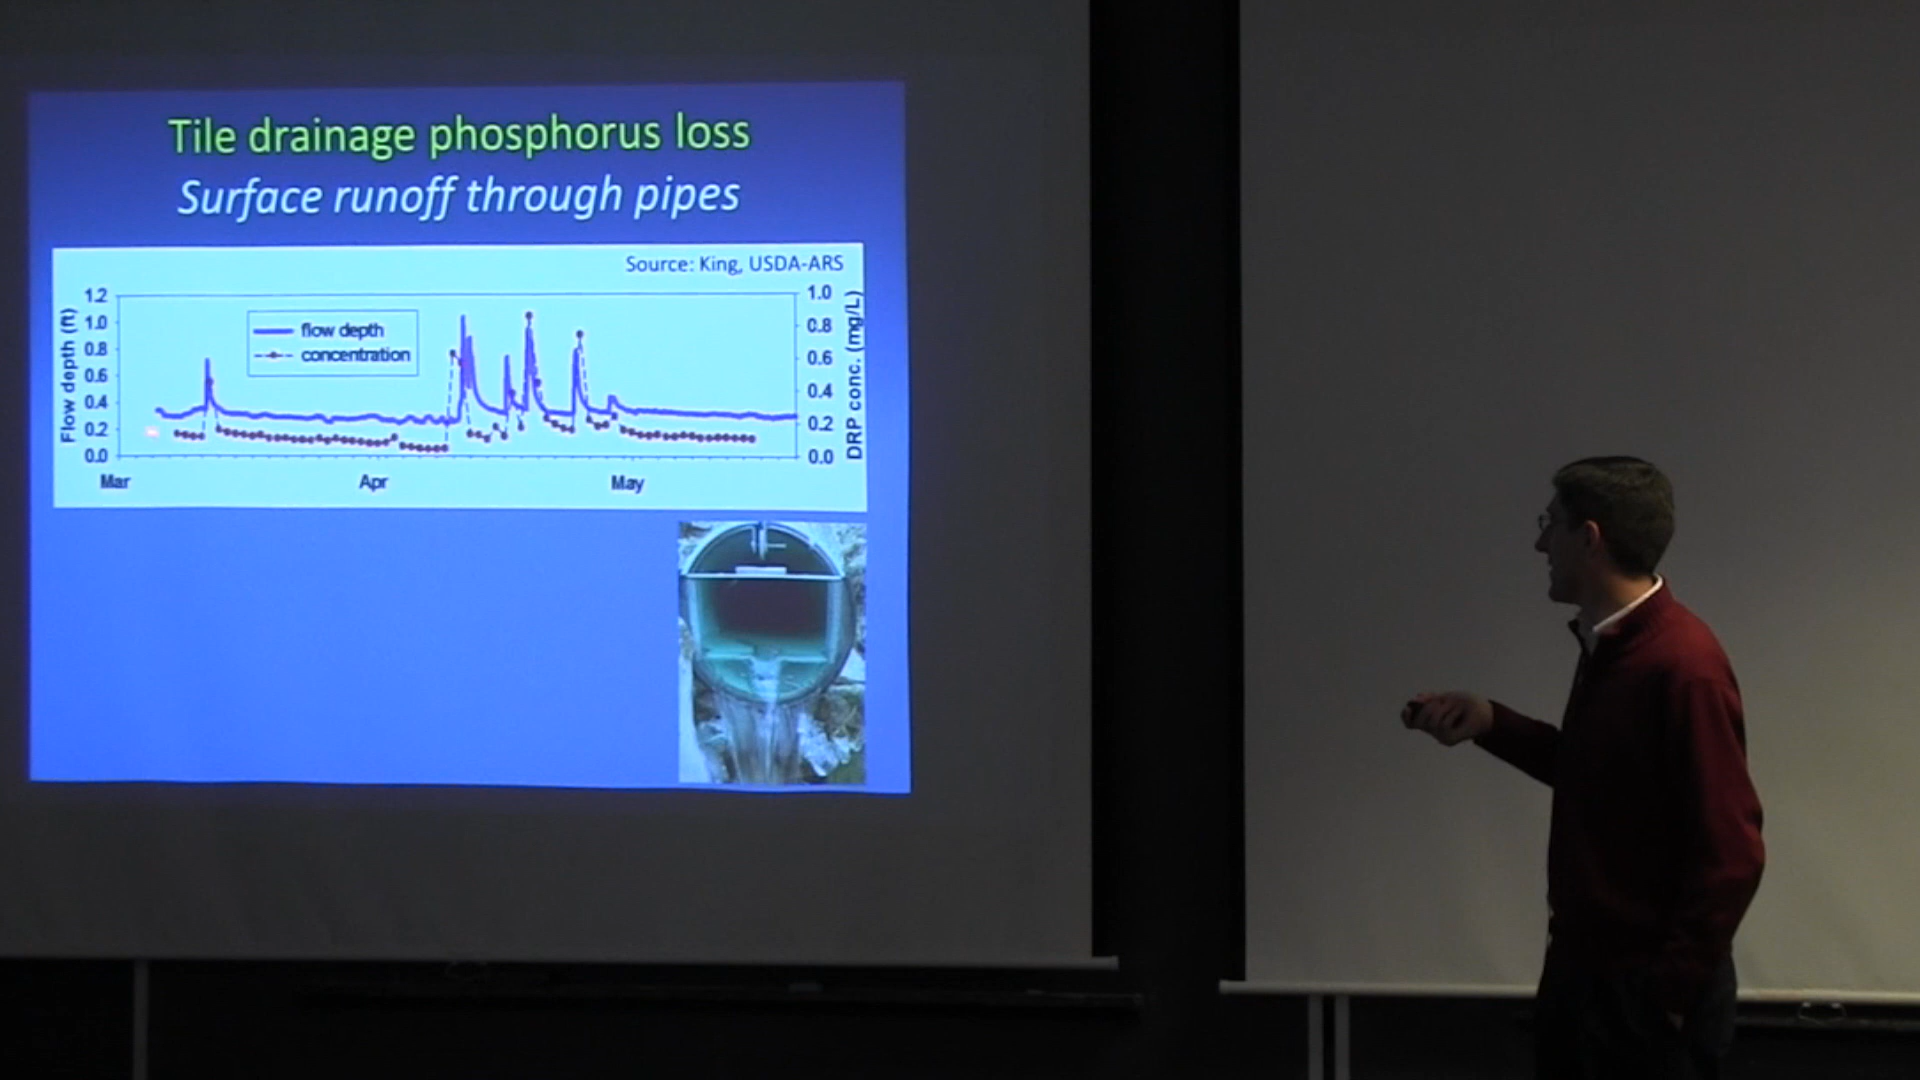 Tile drainage phosphorus loss
Surface runoff through pipes
Source: King, USDA-ARS
Flow depth (ft)
1.2
1.0
0.8
0.6
0.4
0.2
0.0
flow depth
concentration
1.0
0.8
0.6
0.4
0.2
0.0
DRP conc. (mg/L)
Mar Apr May